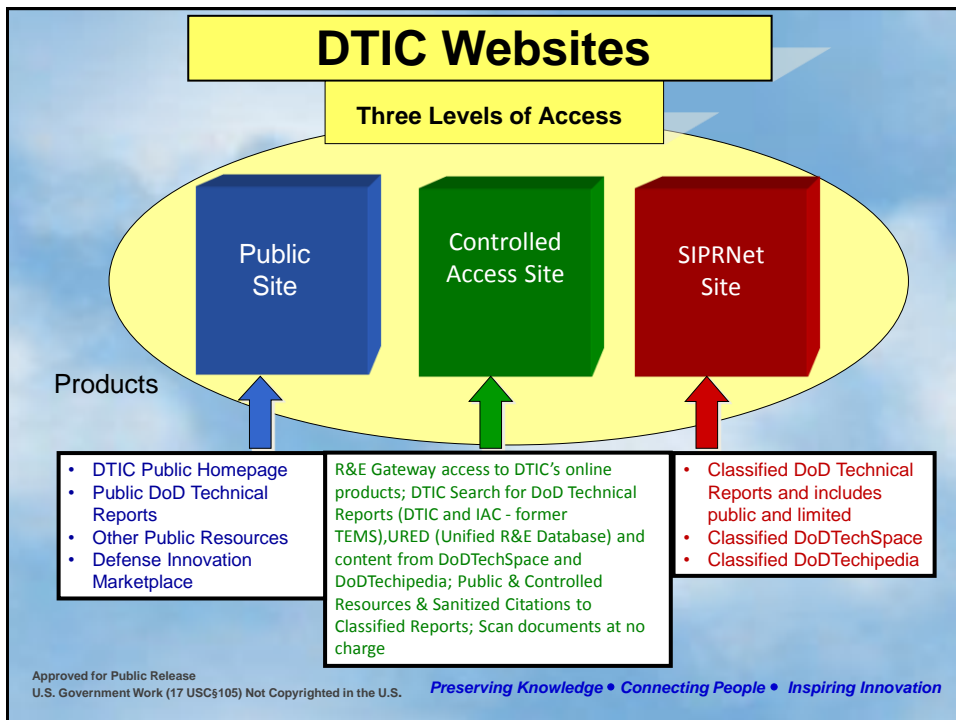 DTIC Websites
Three Levels of Access
Public
Site
Controlled
Access Site
SIPRNet
Site
Products
• DTIC Public Homepage
• Public DoD Technical
Reports
• Other Public Resources
• Defense Innovation
Marketplace
R&E Gateway access to DTIC's online
products; DTIC Search for DoD Technical
Reports (DTIC and IAC - former
TEMS),URED (Unified R&E Database) and
content from DoDTechSpace and
DoDTechipedia; Public & Controlled
Resources & Sanitized Citations to
Classified Reports; Scan documents at no
charge
• Classified DoD Technical
Reports and includes
public and limited
• Classified DoDTechSpace
• Classified DoDTechipedia
Approved for Public Release
U.S. Government Work (17 USC§105) Not Copyrighted in the U.S.
Preserving Knowledge • Connecting People • Inspiring Innovation